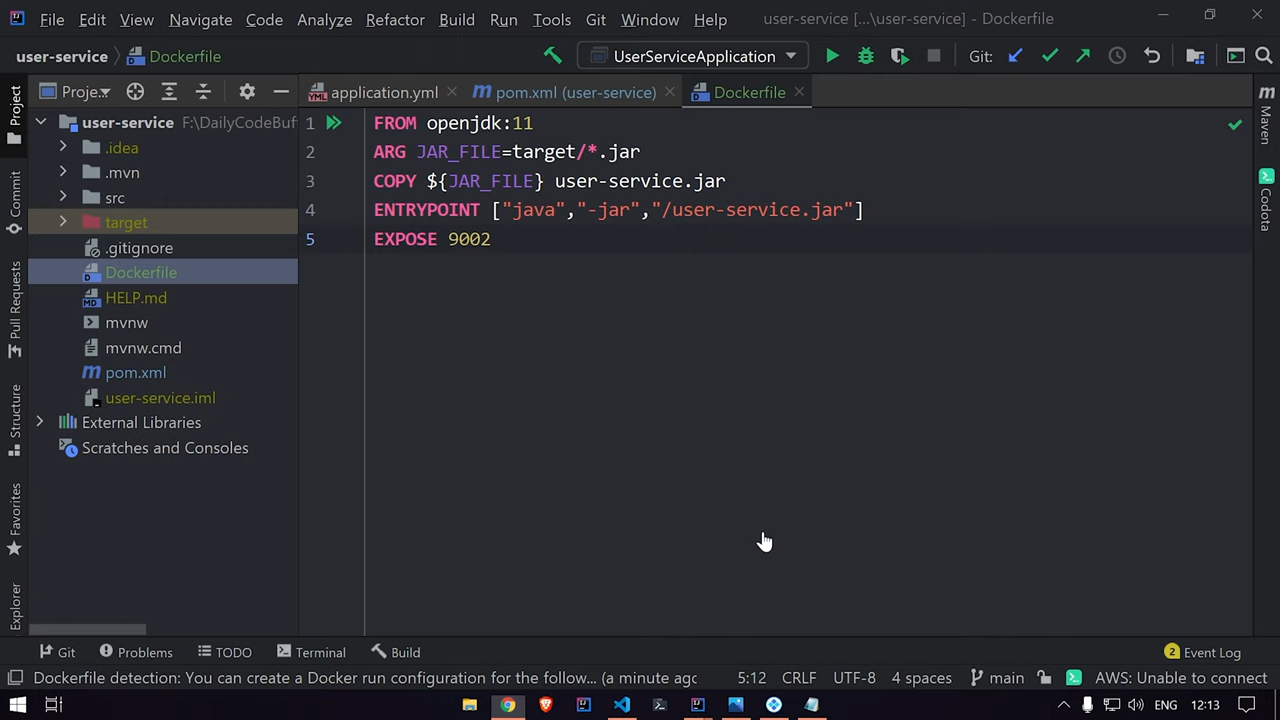 File Edit View Navigate Code Analyze Refactor Build Run Tools Git Window Help user-service [...\user-service] - Dockerfile
user-service Dockerfile UserServiceApplication Git:
Proje... application.yml pom.xml (user-service) Dockerfile
user-service F:\DailyCodeBuf
.idea
.mvn
src
target
.gitignore
Dockerfile
HELP.md
mvnw
mvnw.cmd
pom.xml
user-service.iml
External Libraries
Scratches and Consoles
1 FROM openjdk:11
2 ARG JAR_FILE=target/*.jar
3 COPY ${JAR_FILE} user-service.jar
4 ENTRYPOINT ["java","-jar","/user-service.jar"]
5 EXPOSE 9002
Project
Commit
Pull Requests
Structure
Favorites
Explorer
Maven
Codota
Git Problems TODO Terminal Build 2 Event Log
Dockerfile detection: You can create a Docker run configuration for the follow... (a minute ago 5:12 CRLF UTF-8 4 spaces main AWS: Unable to connect
ENG 12:13